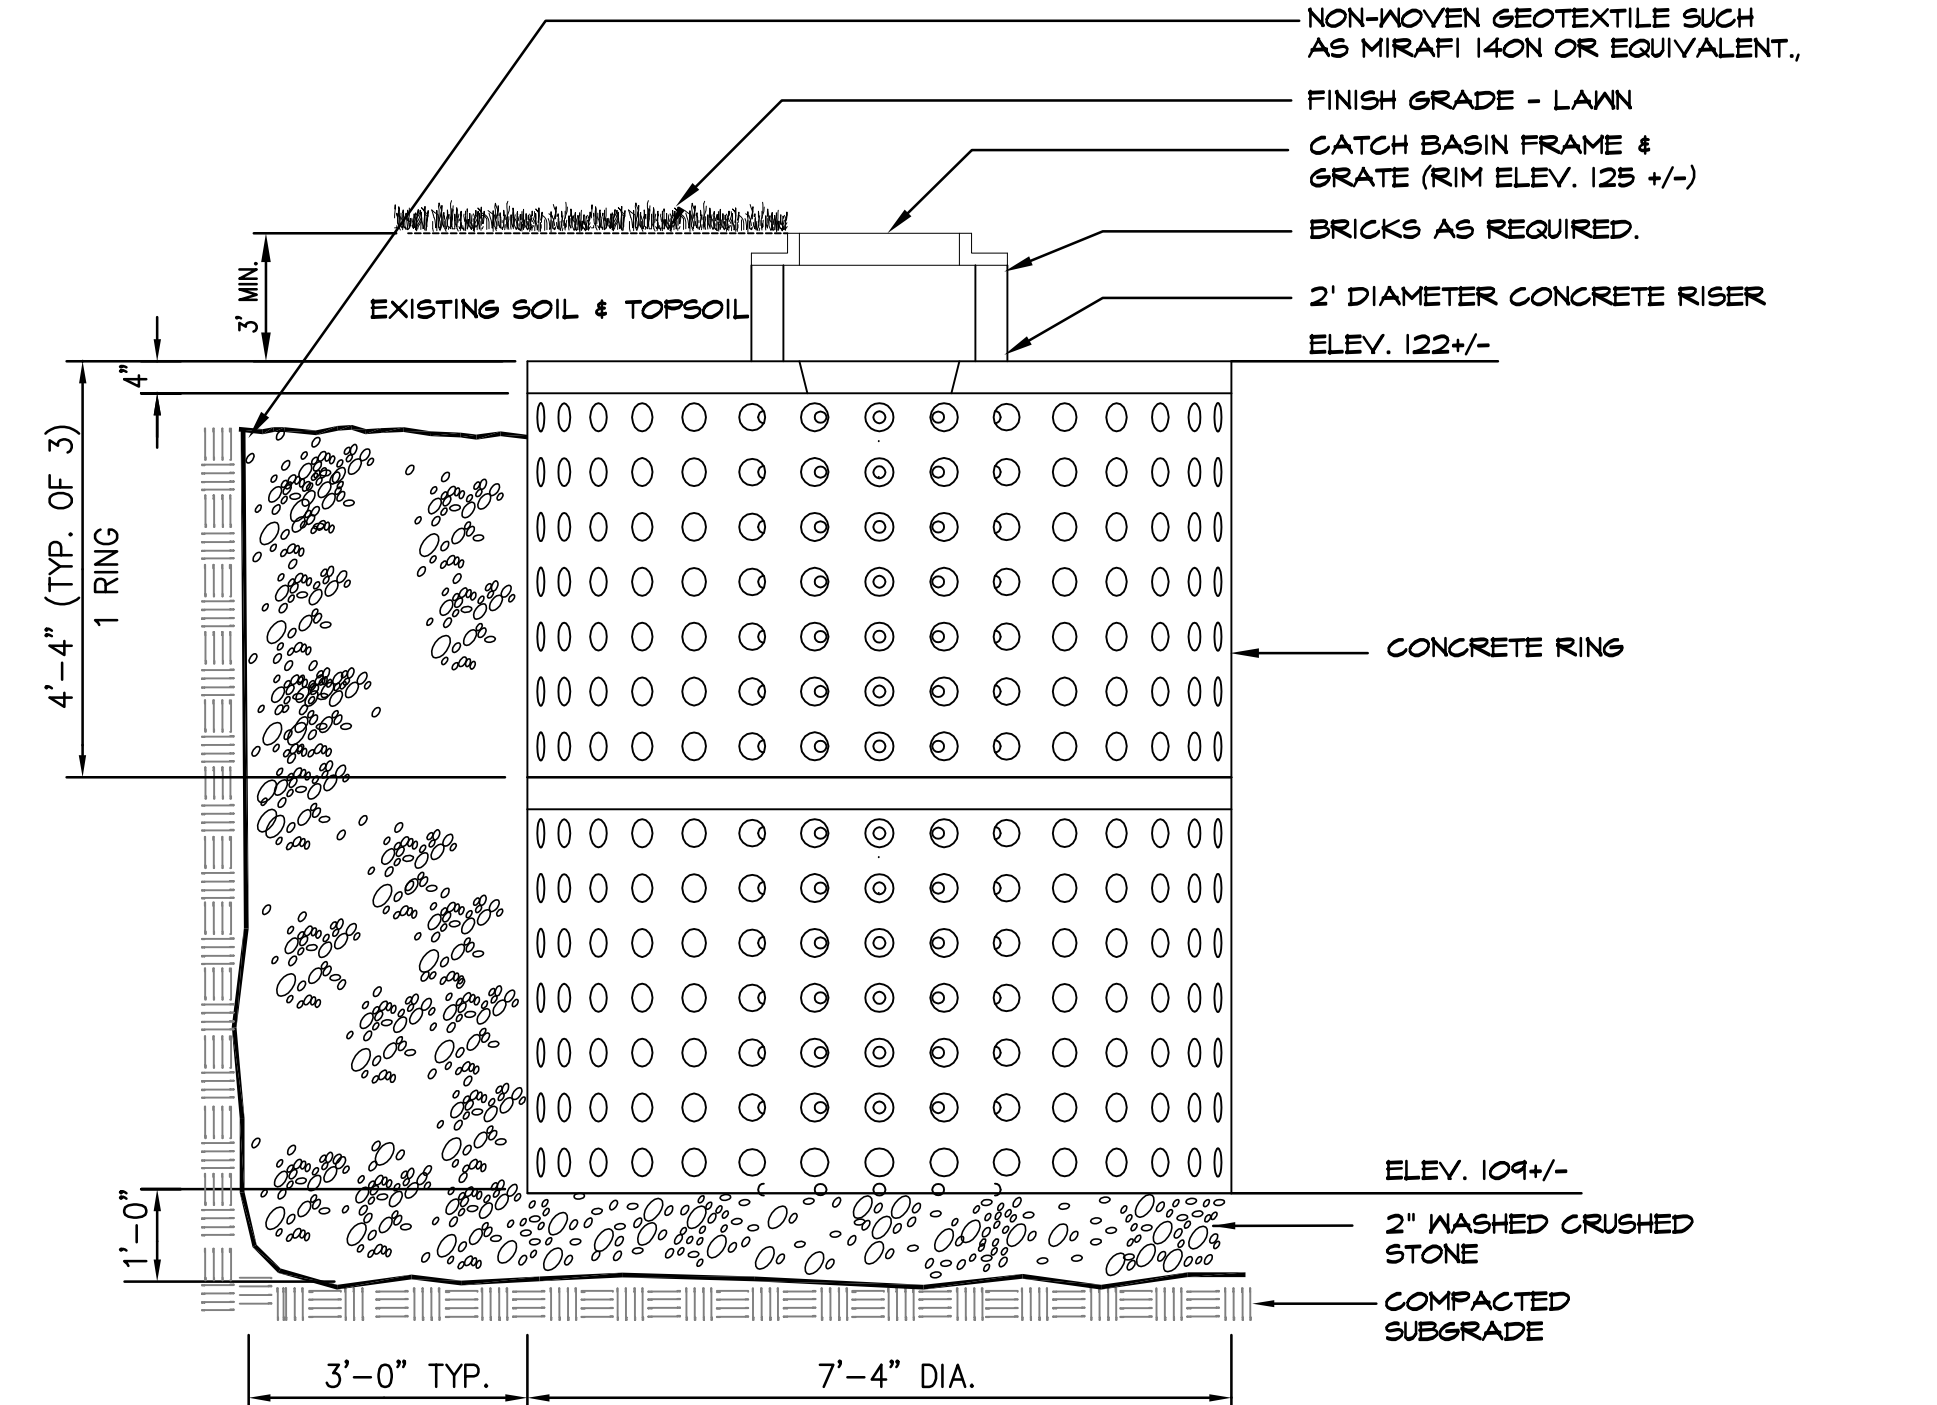 NON-WOVEN GEOTEXTILE SUCH
AS MIRAFI 140N OR EQUIVALENT.,
FINISH GRADE - LAWN
CATCH BASIN FRAME &
GRATE (RIM ELEV. 125 +/-)
BRICKS AS REQUIRED.
3' MIN.
EXISTING SOIL & TOPSOIL
2' DIAMETER CONCRETE RISER
ELEV. 122+/-
4"
4'-4" (TYP. OF 3)
1 RING
CONCRETE RING
ELEV. 109+/-
1'-0"
2" WASHED CRUSHED
STONE
COMPACTED
SUBGRADE
3'-0" TYP.
7'-4" DIA.